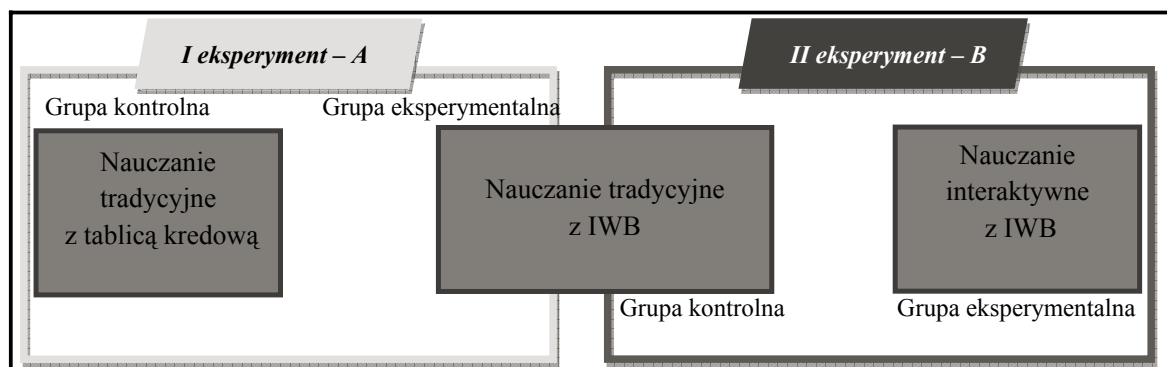 I eksperyment – A
II eksperyment – B
Grupa kontrolna
Grupa eksperymentalna
Nauczanie
tradycyjne
z tablicą kredową
Nauczanie tradycyjne
z IWB
Nauczanie
interaktywne
z IWB
Grupa kontrolna
Grupa eksperymentalna